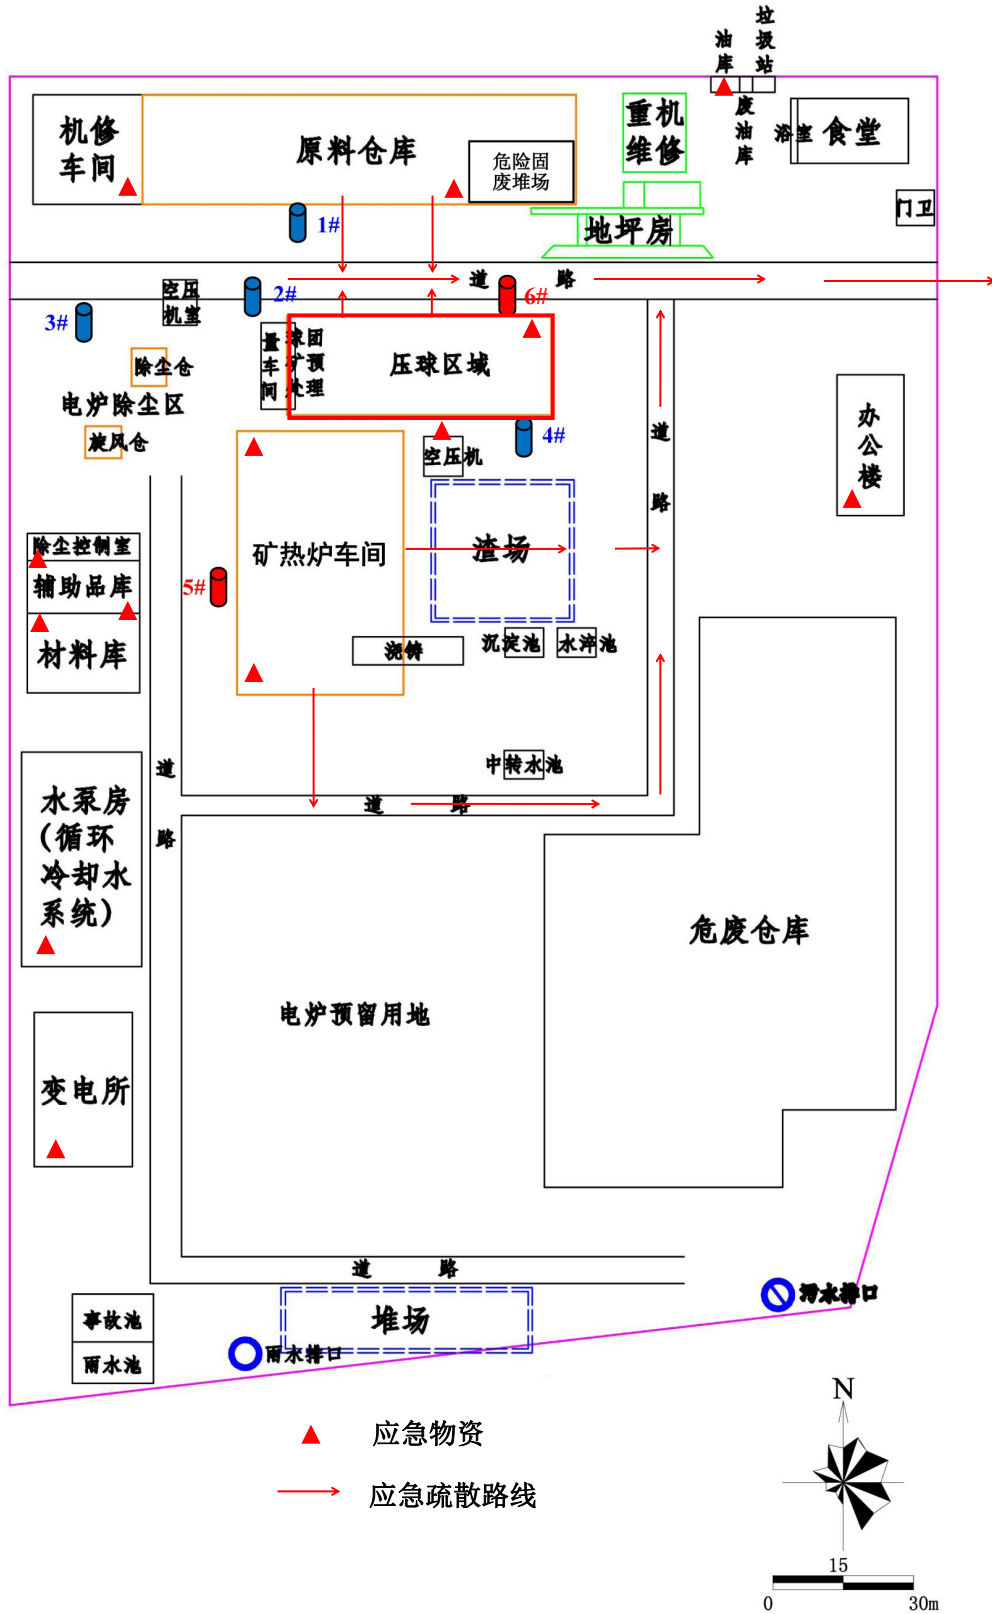 垃圾站
油库
废油库
机修
车间
原料仓库
危险固
废堆场
重机
维修
浴室
食堂
门卫
地坪房
1#
道 路
空压
机室
2#
6#
3#
量车间
球团
矿预
处理
压球区域
除尘仓
电炉除尘区
旋风仓
4#
空压机
道
路
办公楼
除尘控制室
辅助品库
材料库
矿热炉车间
渣场
5#
浇铸
沉淀池
水淬池
中转水池
道
路
道 路
水泵房
(循环
冷却水
系统)
危废仓库
电炉预留用地
变电所
道 路
堆场
事故池
雨水池
雨水排口
污水排口
N
应急物资
应急疏散路线
15
0
30m